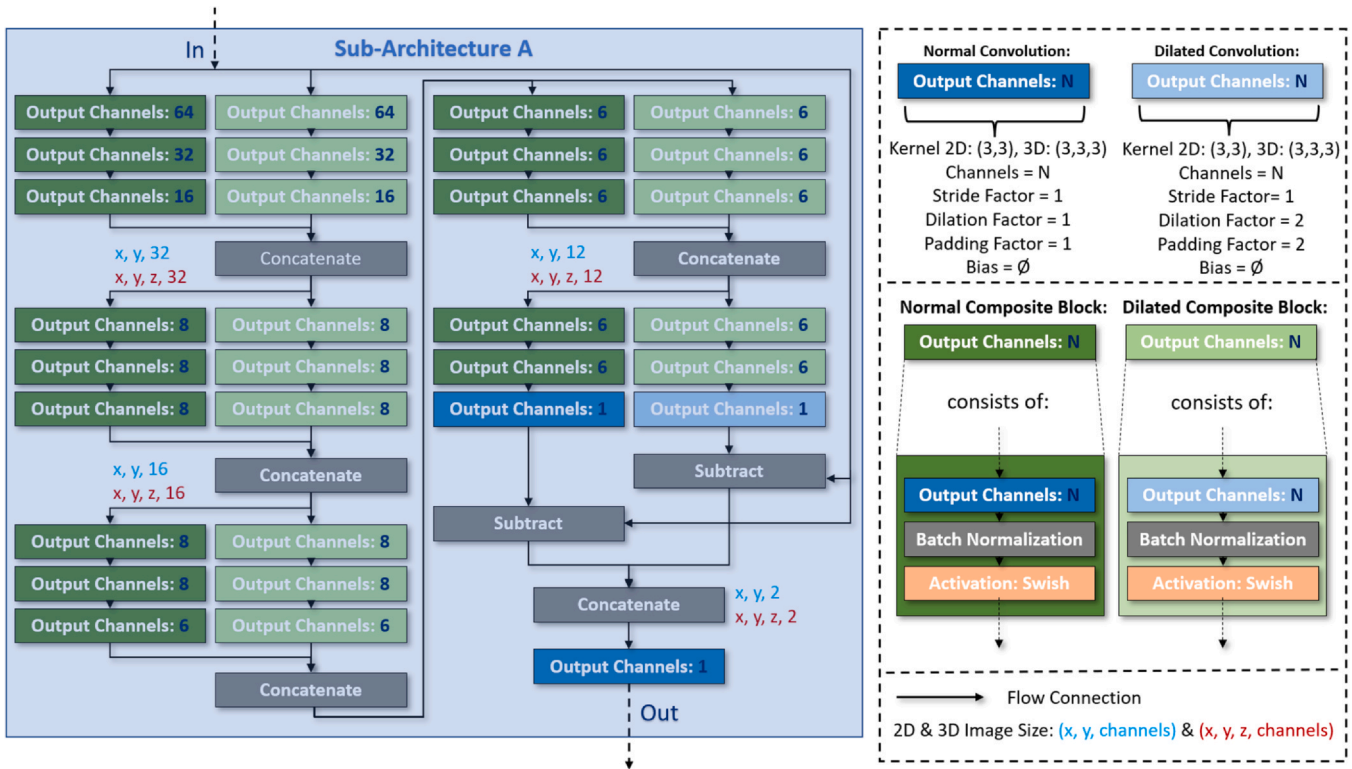 In
Sub-Architecture A
Output Channels: 64
Output Channels: 64
Output Channels: 32
Output Channels: 32
Output Channels: 16
Output Channels: 16
x, y, 32
x, y, z, 32
Concatenate
Output Channels: 8
Output Channels: 8
Output Channels: 8
Output Channels: 8
Output Channels: 8
Output Channels: 8
x, y, 16
x, y, z, 16
Concatenate
Output Channels: 8
Output Channels: 8
Output Channels: 8
Output Channels: 8
Output Channels: 6
Output Channels: 6
Concatenate
Output Channels: 6
Output Channels: 6
Output Channels: 6
Output Channels: 6
Output Channels: 6
Output Channels: 6
x, y, 12
x, y, z, 12
Concatenate
Output Channels: 6
Output Channels: 6
Output Channels: 6
Output Channels: 6
Output Channels: 1
Output Channels: 1
Subtract
Subtract
Concatenate
x, y, 2
x, y, z, 2
Output Channels: 1
Out
Normal Convolution:
Output Channels: N
Kernel 2D: (3,3), 3D: (3,3,3)
Channels = N
Stride Factor = 1
Dilation Factor = 1
Padding Factor = 1
Bias = Ø
Dilated Convolution:
Output Channels: N
Kernel 2D: (3,3), 3D: (3,3,3)
Channels = N
Stride Factor = 1
Dilation Factor = 2
Padding Factor = 2
Bias = Ø
Normal Composite Block:
Output Channels: N
consists of:
Output Channels: N
Batch Normalization
Activation: Swish
Dilated Composite Block:
Output Channels: N
consists of:
Output Channels: N
Batch Normalization
Activation: Swish
Flow Connection
2D & 3D Image Size: (x, y, channels) & (x, y, z, channels)